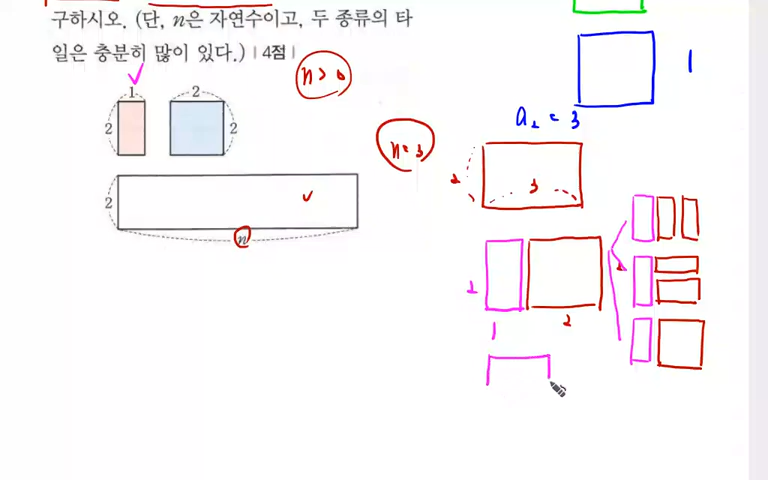 구하시오. (단, n은 자연수이고, 두 종류의 타
일은 충분히 많이 있다.) | 4점 |
n > 0
1
2
2
2
2
n
1
a₂ = 3
n = 3
2
3
2
1
2